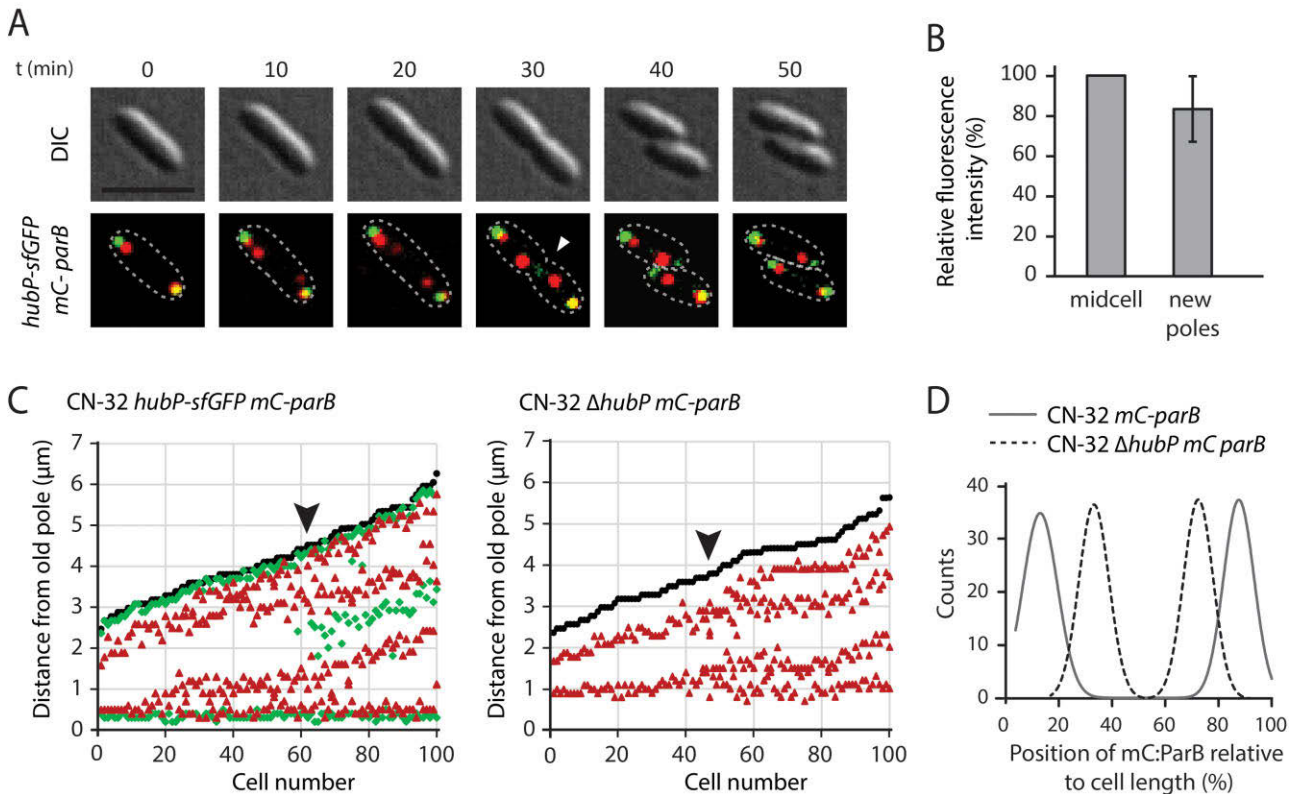 A
t (min) 0 10 20 30 40 50
DIC
hubP-sfGFP
mC- parB
B
Relative fluorescence
intensity (%)
100
80
60
40
20
0
midcell new
poles
C
CN-32 hubP-sfGFP mC-parB
Distance from old pole (μm)
7
6
5
4
3
2
1
0
0 20 40 60 80 100
Cell number
CN-32 ΔhubP mC-parB
Distance from old pole (μm)
7
6
5
4
3
2
1
0
0 20 40 60 80 100
Cell number
D
CN-32 mC-parB
CN-32 ΔhubP mC parB
Counts
40
30
20
10
0
0 20 40 60 80 100
Position of mC:ParB relative
to cell length (%)